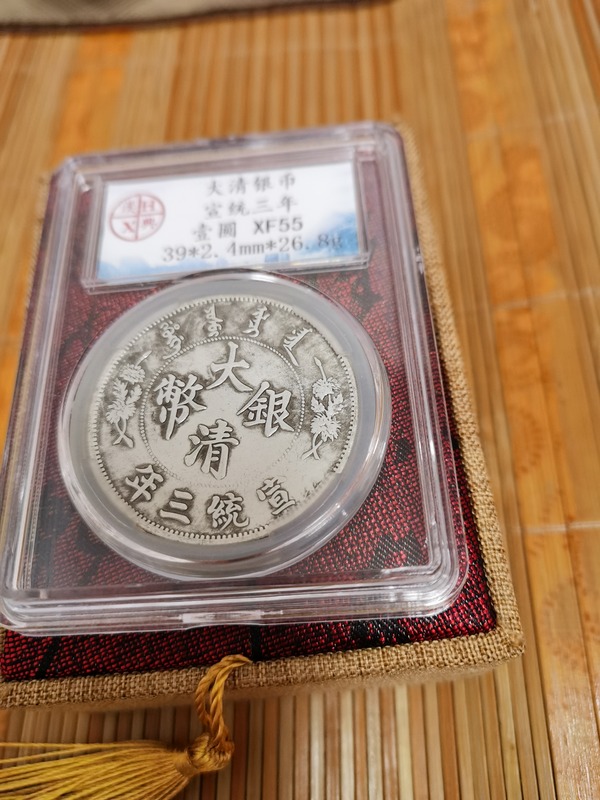 大清银币
宣统三年
壹圆 XF55
39*2.4mm*26.8g
H
X
大清銀幣
宣統三年